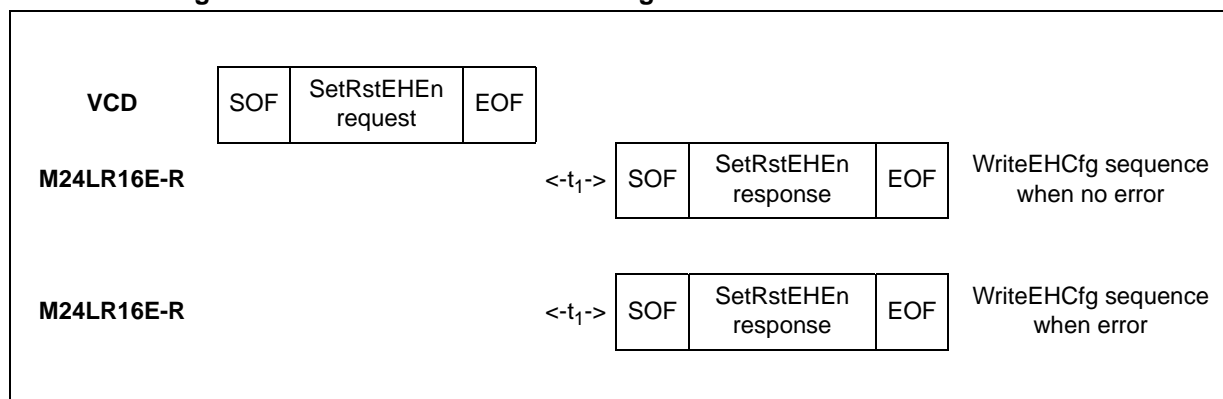 VCD
SOF
SetRstEHEn
request
EOF
M24LR16E-R
<-t₁->
SOF
SetRstEHEn
response
EOF
WriteEHCfg sequence
when no error
M24LR16E-R
<-t₁->
SOF
SetRstEHEn
response
EOF
WriteEHCfg sequence
when error